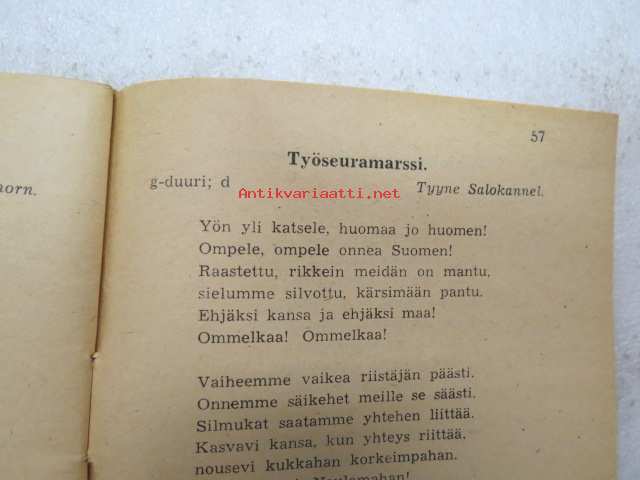 57
Työseuramarssi.
g-duuri; d
Antikvariaatti.net
Tyyne Salokannel.
horn.
Yön yli katsele, huomaa jo huomen!
Ompele, ompele onnea Suomen!
Raastettu, rikkein meidän on mantu,
sielumme silvottu, kärsimään pantu.
Ehjäksi kansa ja ehjäksi maa!
Ommelkaa! Ommelkaa!
Vaiheemme vaikea riistäjän päästi.
Onnemme säikehet meille se säästi.
Silmukat saatamme yhtehen liittää.
Kasvavi kansa, kun yhteys riittää,
nousevi kukkahan korkeimpahan.